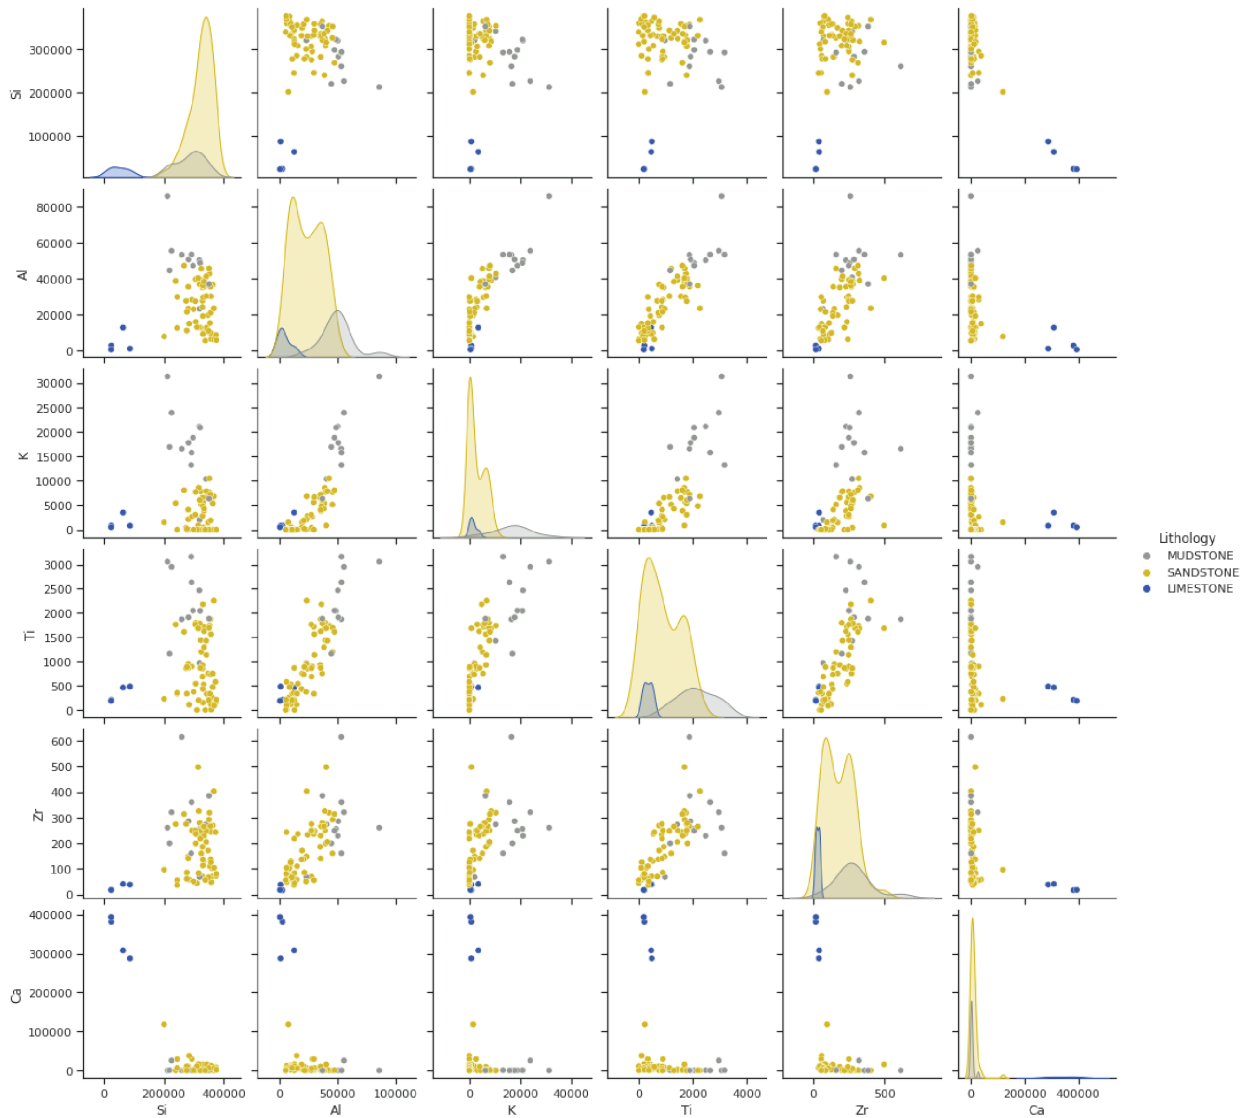 Si
300000
200000
100000
Al
80000
60000
40000
20000
0
K
30000
25000
20000
15000
10000
5000
0
Lithology
MUDSTONE
SANDSTONE
LIMESTONE
Ti
3000
2500
2000
1500
1000
500
0
Zr
600
500
400
300
200
100
0
Ca
400000
300000
200000
100000
0
0 200000 400000
0 50000 100000
0 20000 40000
0 2000 4000
0 500
0 200000 400000
Si Al K Ti Zr Ca